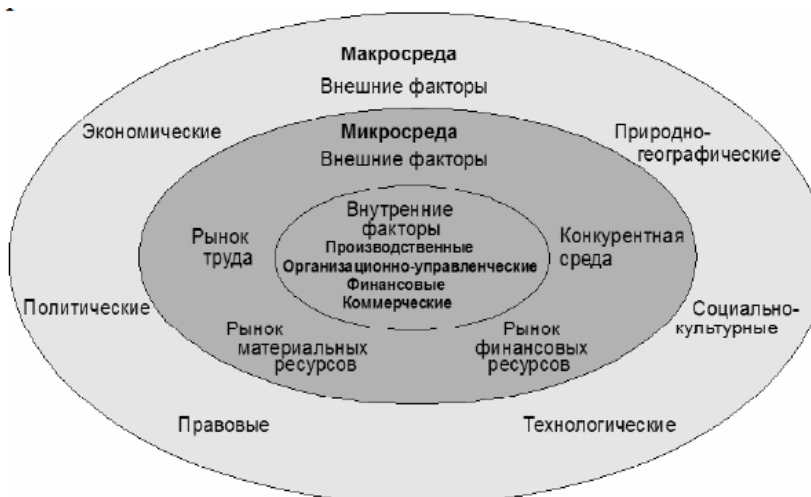 Макросреда
Внешние факторы
Экономические
Микросреда
Внешние факторы
Природно-
географические
Внутренние
факторы
Производственные
Организационно-управленческие
Финансовые
Коммерческие
Рынок
труда
Конкурентная
среда
Политические
Социально-
культурные
Рынок
материальных
ресурсов
Рынок
финансовых
ресурсов
Правовые
Технологические